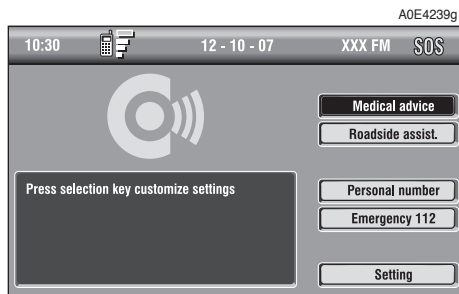 A0E4239g
10:30 12 - 10 - 07 XXX FM SOS
Medical advice
Roadside assist.
Press selection key customize settings
Personal number
Emergency 112
Setting